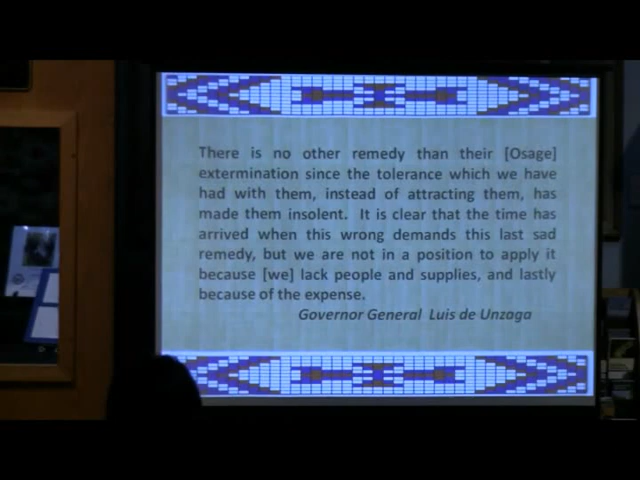 There is no other remedy than their [Osage]
extermination since the tolerance which we have
had with them, instead of attracting them, has
made them insolent. It is clear that the time has
arrived when this wrong demands this last sad
remedy, but we are not in a position to apply it
because [we] lack people and supplies, and lastly
because of the expense.
Governor General Luis de Unzaga